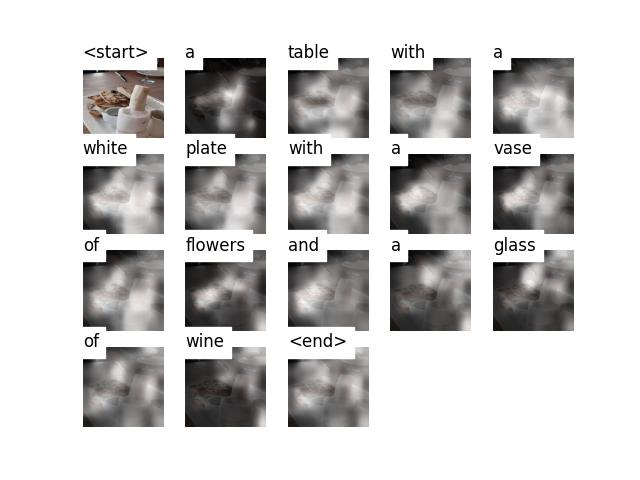 <start> a table with a
white plate with a vase
of flowers and a glass
of wine <end>